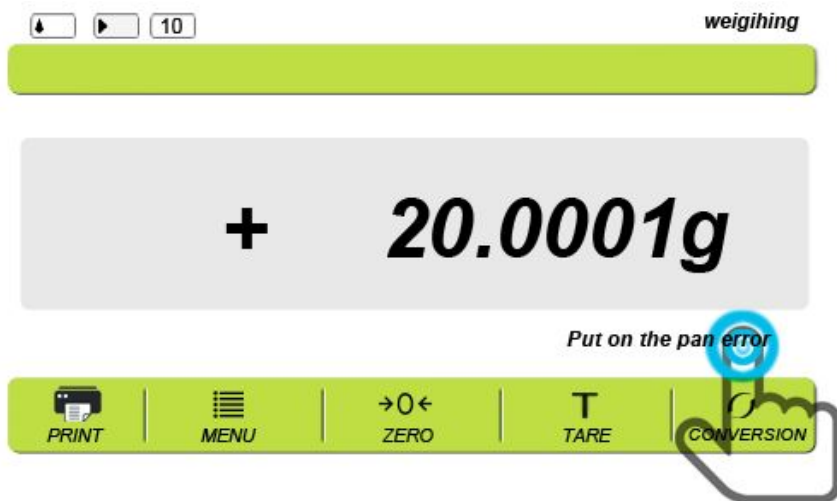 10
weigihing
+ 20.0001g
Put on the pan error
PRINT
MENU
→0←
ZERO
T
TARE
CONVERSION